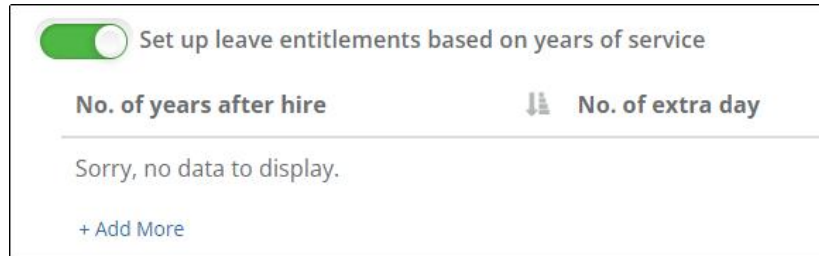 Set up leave entitlements based on years of service
No. of years after hire No. of extra day
Sorry, no data to display.
+ Add More